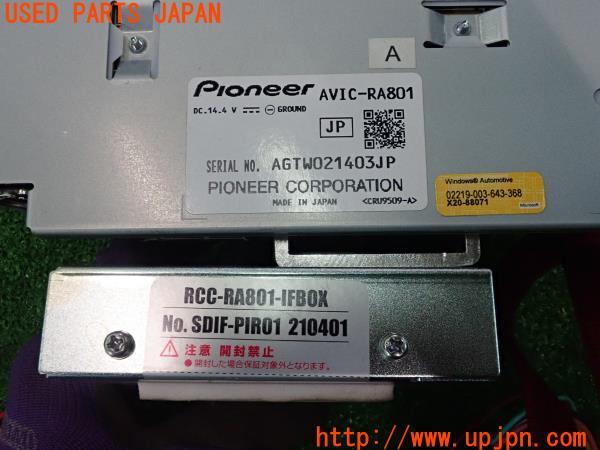 USED PARTS JAPAN
A
Pioneer AVIC-RA801
DC.14.4 V GROUND
JP
SERIAL NO. AGTW021403JP
PIONEER CORPORATION
MADE IN JAPAN <CRU9509-A>
Windows® Automotive
02219-003-643-368
X20-88071
Microsoft
RCC-RA801-IFBOX
No. SDIF-PIR01 210401
注意 開封禁止
開封した場合保証対象外となります。
http://www.upjpn.com